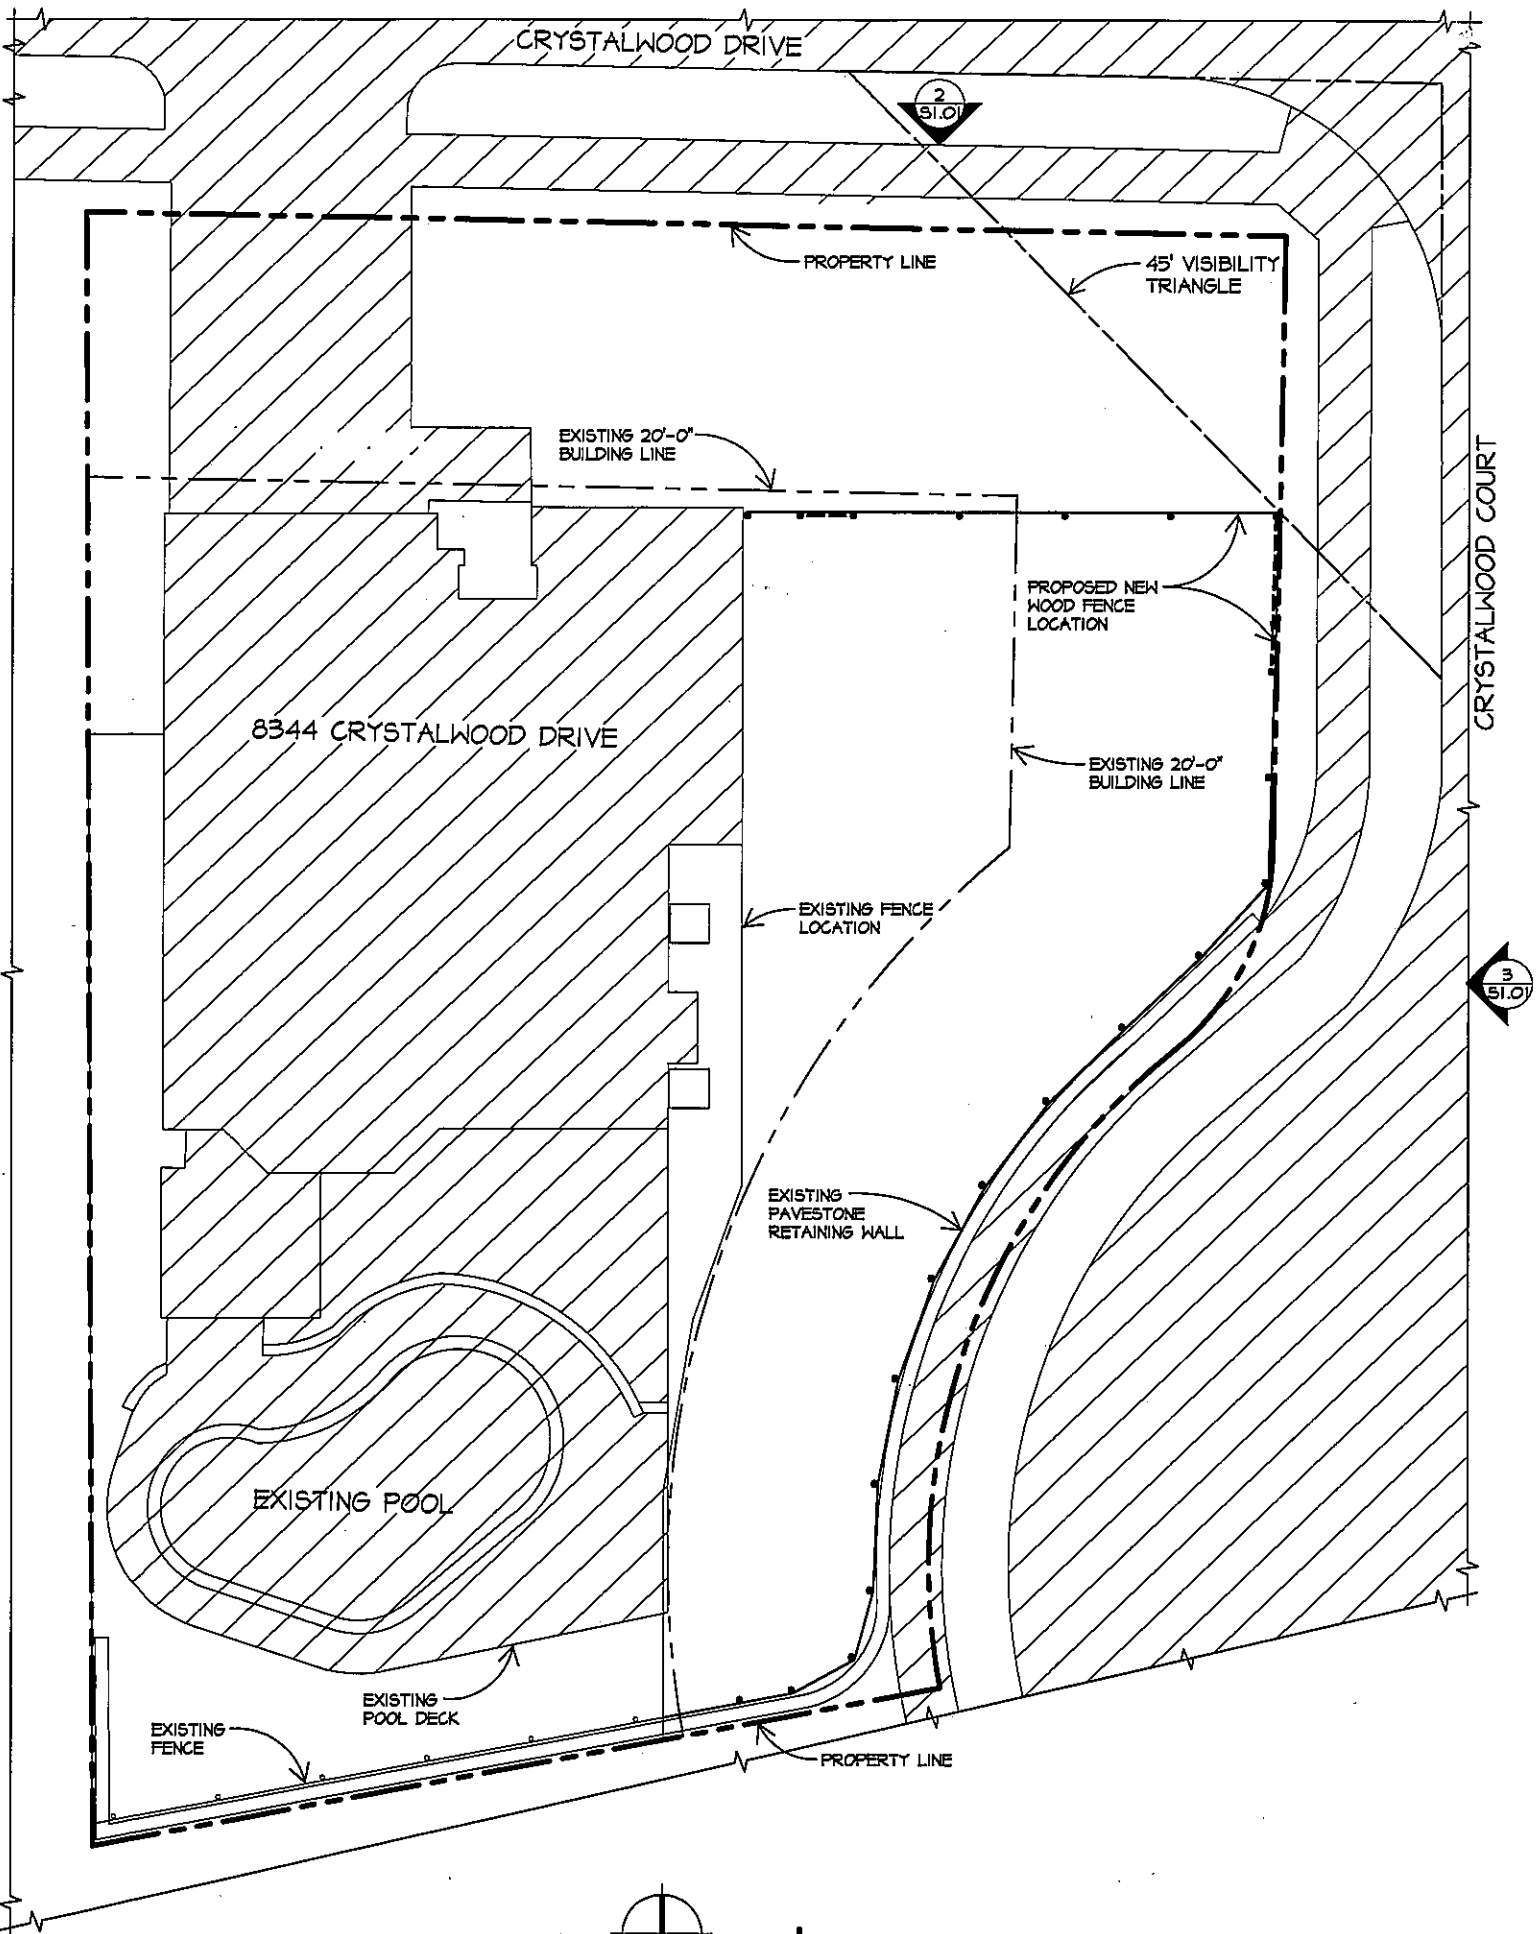 CRYSTALWOOD DRIVE
2
S1.01
PROPERTY LINE
45' VISIBILITY
TRIANGLE
EXISTING 20'-0"
BUILDING LINE
CRYSTALWOOD COURT
PROPOSED NEW
WOOD FENCE
LOCATION
8344 CRYSTALWOOD DRIVE
EXISTING 20'-0"
BUILDING LINE
EXISTING FENCE
LOCATION
3
S1.01
EXISTING
PAVESTONE
RETAINING WALL
EXISTING POOL
EXISTING
POOL DECK
EXISTING
FENCE
PROPERTY LINE